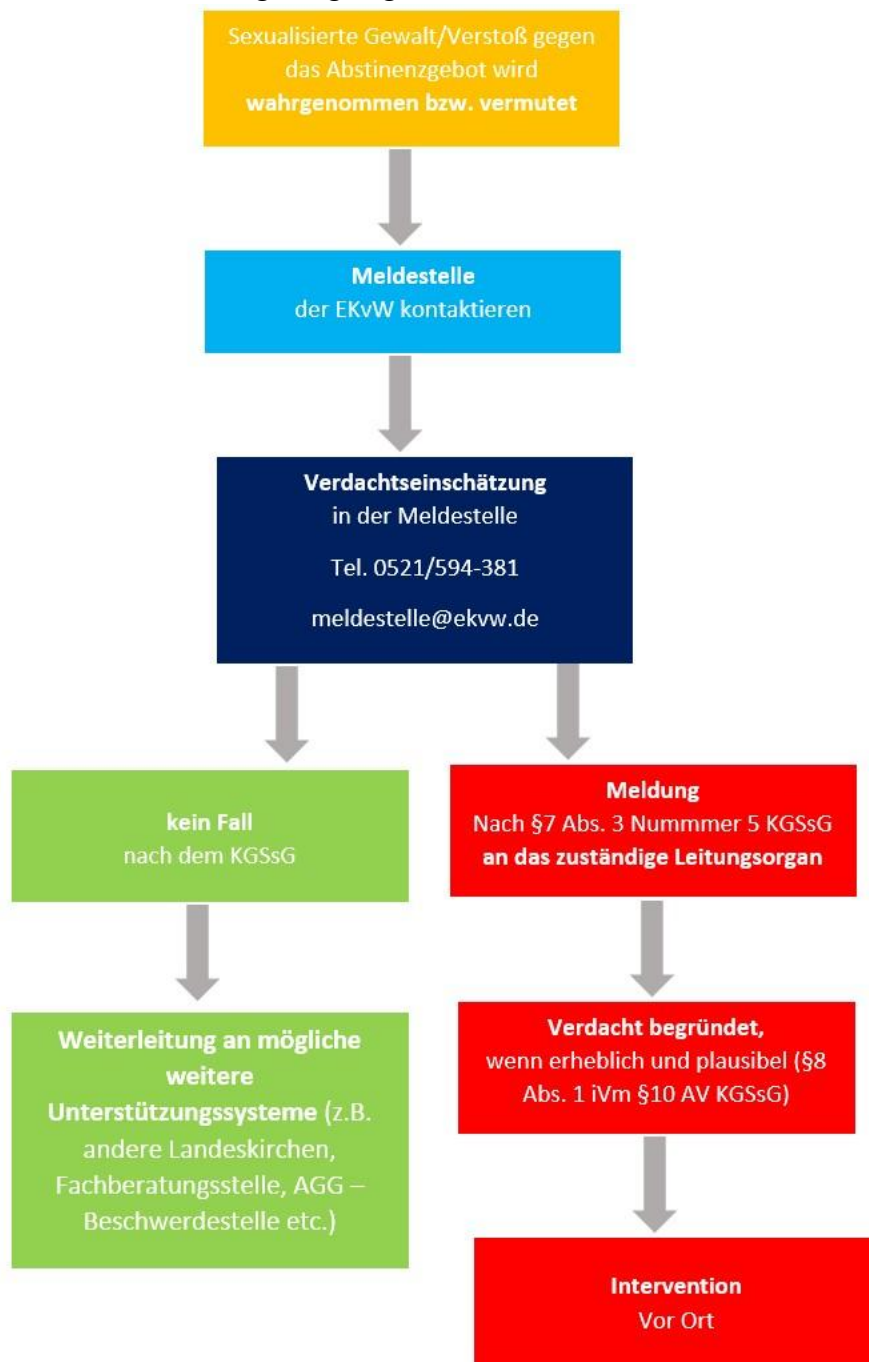 Sexualisierte Gewalt/Verstoß gegen
das Abstinenzgebot wird
wahrgenommen bzw. vermutet
Meldestelle
der EKvW kontaktieren
Verdachtseinschätzung
in der Meldestelle
Tel. 0521/594-381
meldestelle@ekvw.de
kein Fall
nach dem KGSsG
Weiterleitung an mögliche
weitere
Unterstützungssysteme (z.B.
andere Landeskirchen,
Fachberatungsstelle, AGG –
Beschwerdestelle etc.)
Meldung
Nach §7 Abs. 3 Nummmer 5 KGSsG
an das zuständige Leitungsorgan
Verdacht begründet,
wenn erheblich und plausibel (§8
Abs. 1 iVm §10 AV KGSsG)
Intervention
Vor Ort